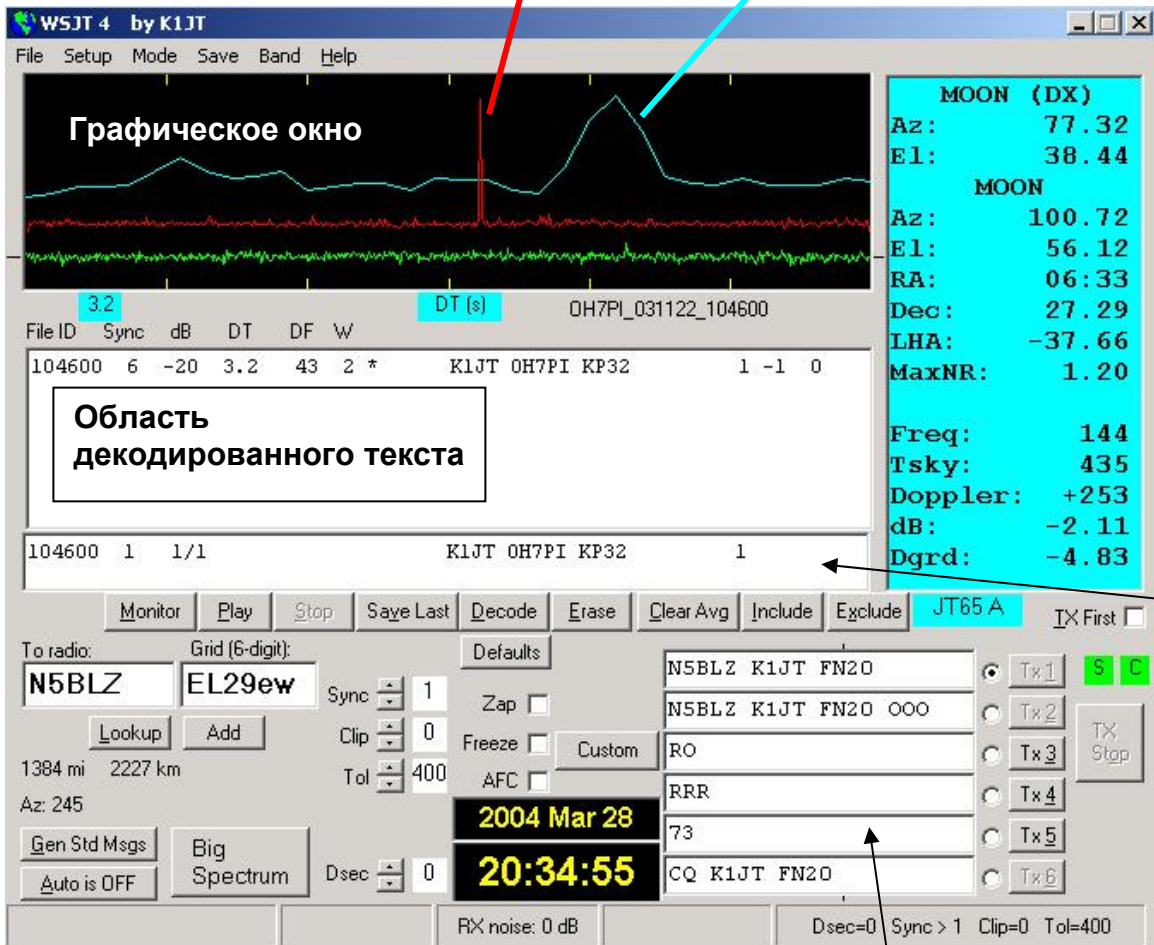 WSJT 4 by K1JT
File Setup Mode Save Band Help
Графическое окно
MOON (DX)
Az: 77.32
El: 38.44
MOON
Az: 100.72
El: 56.12
RA: 06:33
Dec: 27.29
LHA: -37.66
MaxNR: 1.20
Freq: 144
Tsky: 435
Doppler: +253
dB: -2.11
Dgrd: -4.83
3.2 DT (s) OH7PI_031122_104600
File ID Sync dB DT DF W
104600 6 -20 3.2 43 2 * K1JT OH7PI KP32 1 -1 0
Область
декодированного текста
104600 1 1/1 K1JT OH7PI KP32 1
Monitor Play Stop Save Last Decode Erase Clear Avg Include Exclude JT65 A TX First
To radio: Grid (6-digit):
N5BLZ EL29ew
Lookup Add
1384 mi 2227 km
Az: 245
Gen Std Msgs
Auto is OFF
Big
Spectrum
Sync 1
Clip 0
Tol 400
Dsec 0
Defaults
Zap
Freeze
AFC
Custom
2004 Mar 28
20:34:55
N5BLZ K1JT FN20 Tx1
N5BLZ K1JT FN20 OOO Tx2
RO Tx3
RRR Tx4
73 Tx5
CQ K1JT FN20 Tx6
S C
TX
Stop
RX noise: 0 dB Dsec=0 Sync > 1 Clip=0 Tol=400